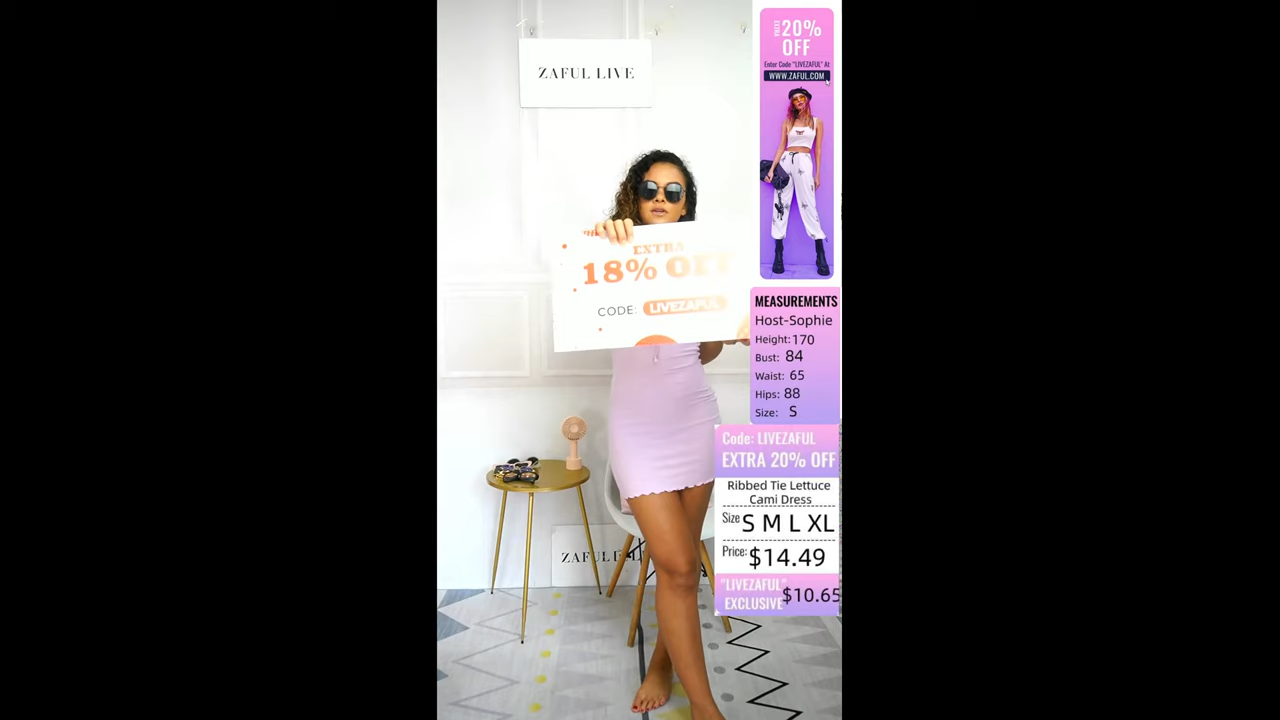 ZAFUL LIVE
EXTRA
18% OFF
CODE: LIVEZAFUL
ZAFUL
EXTRA 20%
OFF
Enter Code "LIVEZAFUL" At
WWW.ZAFUL.COM
MEASUREMENTS
Host-Sophie
Height: 170
Bust: 84
Waist: 65
Hips: 88
Size: S
Code: LIVEZAFUL
EXTRA 20% OFF
Ribbed Tie Lettuce
Cami Dress
Size S M L XL
Price: $14.49
"LIVEZAFUL"
EXCLUSIVE $10.65